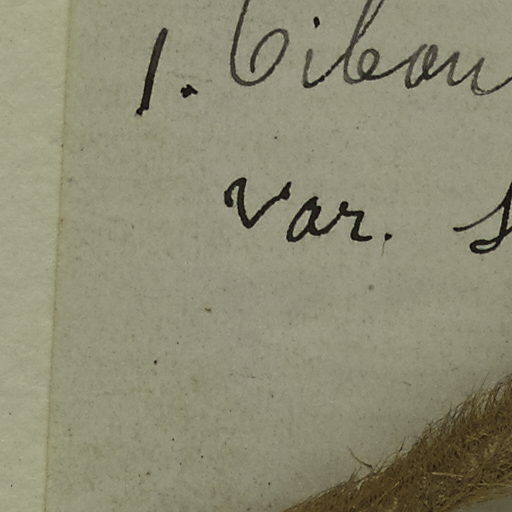 1. Cibou
var. s